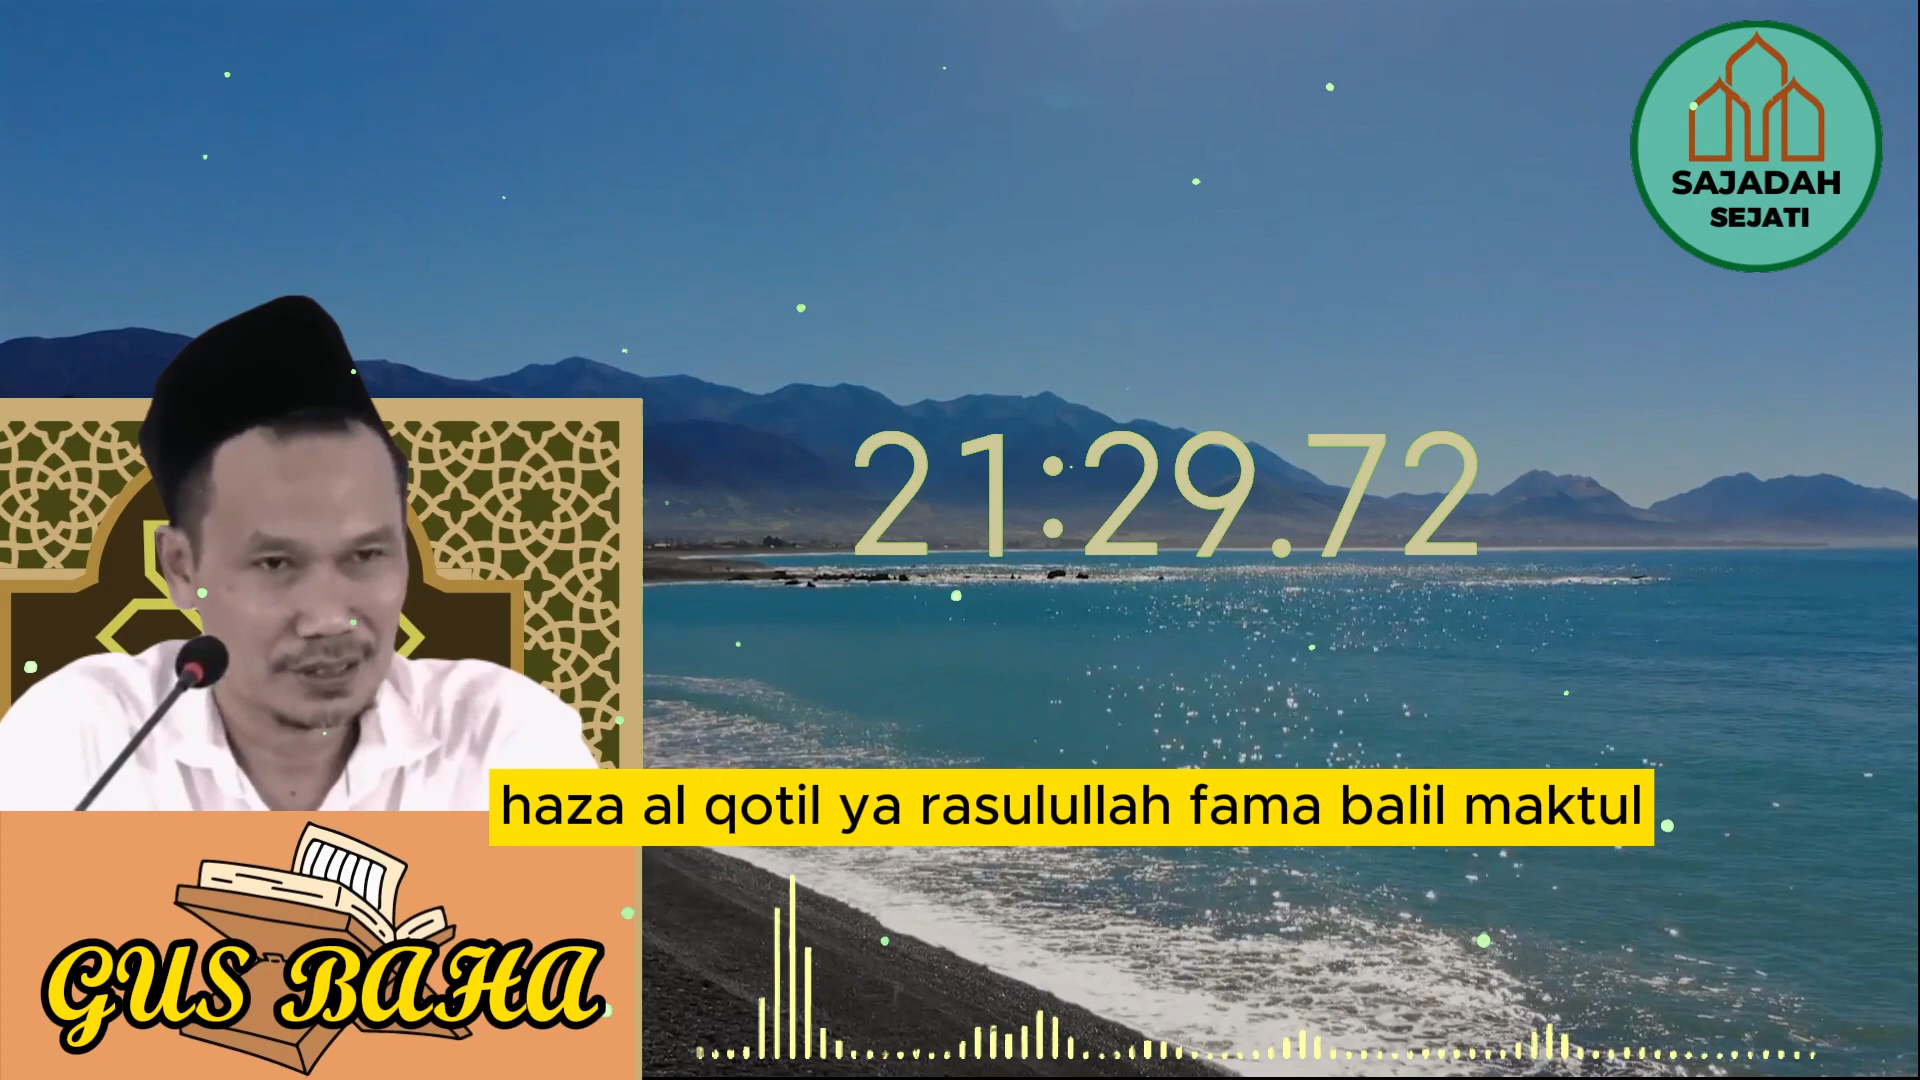 SAJADAH
SEJATI
21:29.72
haza al qotil ya rasulullah fama balil maktul
GUS BAHA